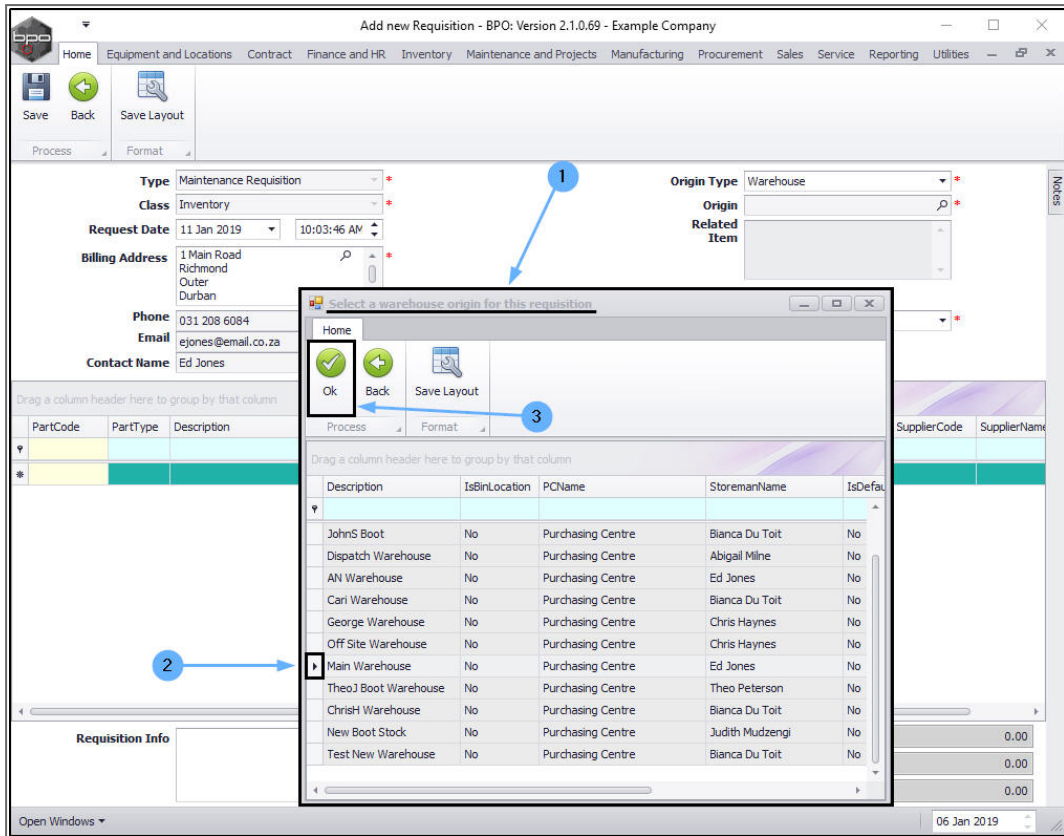 Add new Requisition - BPO: Version 2.1.0.69 - Example Company
bpo
Home Equipment and Locations Contract Finance and HR Inventory Maintenance and Projects Manufacturing Procurement Sales Service Reporting Utilities
Save Back Save Layout
Process Format
Type Maintenance Requisition * Origin Type Warehouse *
Class Inventory * Origin *
Request Date 11 Jan 2019 10:03:46 AM Related Item
Billing Address 1 Main Road *
Richmond
Outer
Durban
Phone 031 208 6084 *
Email ejones@email.co.za
Contact Name Ed Jones
Notes
1
Select a warehouse origin for this requisition
Home
Ok Back Save Layout
Process Format
3
Drag a column header here to group by that column
PartCode PartType Description SupplierCode SupplierName
Drag a column header here to group by that column
Description IsBinLocation PCName StoremanName IsDefau
JohnS Boot No Purchasing Centre Bianca Du Toit No
Dispatch Warehouse No Purchasing Centre Abigail Milne No
AN Warehouse No Purchasing Centre Ed Jones No
Cari Warehouse No Purchasing Centre Bianca Du Toit No
George Warehouse No Purchasing Centre Chris Haynes No
Off Site Warehouse No Purchasing Centre Chris Haynes No
2
Main Warehouse No Purchasing Centre Ed Jones No
TheoJ Boot Warehouse No Purchasing Centre Theo Peterson No
ChrisH Warehouse No Purchasing Centre Bianca Du Toit No
New Boot Stock No Purchasing Centre Judith Mudzengi No
Test New Warehouse No Purchasing Centre Bianca Du Toit No
Requisition Info 0.00
0.00
0.00
Open Windows 06 Jan 2019